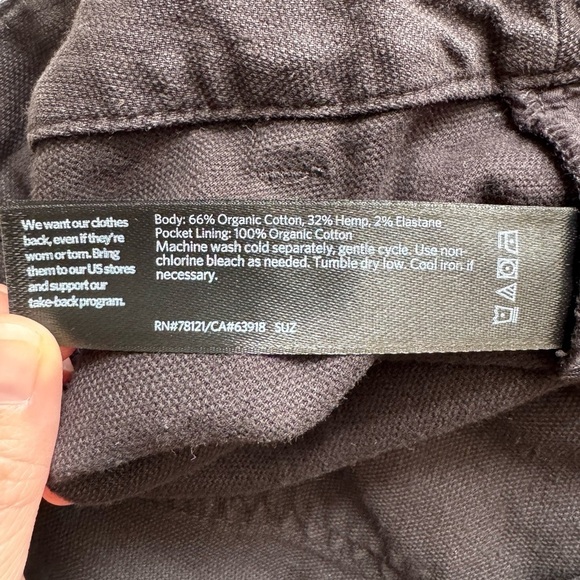 We want our clothes
back, even if they're
worn or torn. Bring
them to our US stores
and support our
take-back program.
Body: 66% Organic Cotton, 32% Hemp, 2% Elastane
Pocket Lining: 100% Organic Cotton
Machine wash cold separately, gentle cycle. Use non-
chlorine bleach as needed. Tumble dry low. Cool iron if
necessary.
RN#78121/CA#63918 SUZ